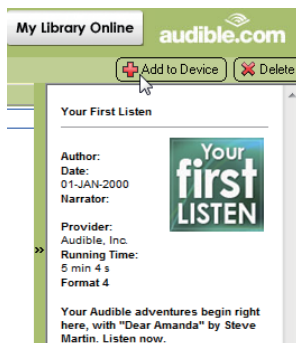 My Library Online
audible.com
Add to Device
Delete
Your First Listen
Author:
Date:
01-JAN-2000
Narrator:
Provider:
Audible, Inc.
Running Time:
5 min 4 s
Format 4
Your
first
LISTEN
»
Your Audible adventures begin right
here, with "Dear Amanda" by Steve
Martin. Listen now.